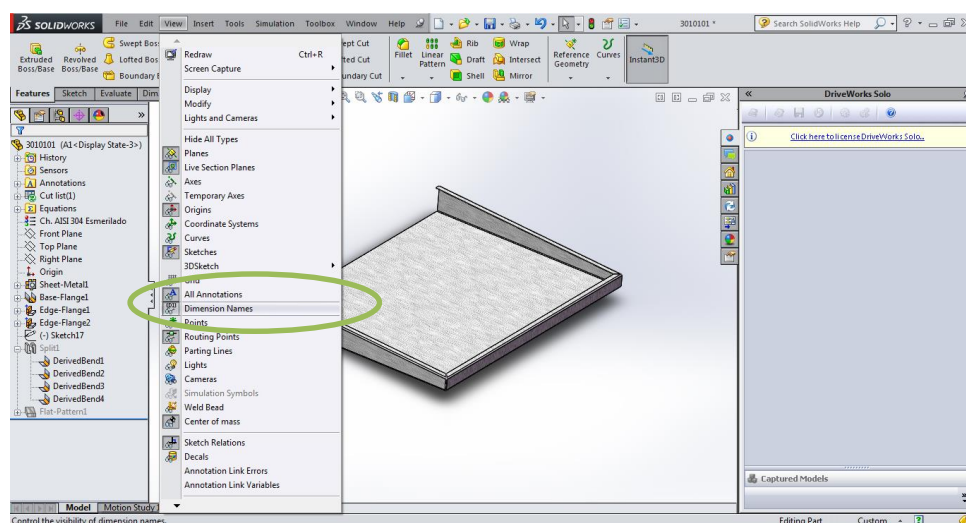 SOLIDWORKS File Edit View Insert Tools Simulation Toolbox Window Help 3010101 * Search SolidWorks Help
Extruded Boss/Base
Revolved Boss/Base
Swept Bos
Lofted Bos
Boundary B
ept Cut
fted Cut
undary Cut
Fillet
Linear Pattern
Rib
Draft
Shell
Wrap
Intersect
Mirror
Reference Geometry
Curves
Instant3D
Features Sketch Evaluate Dim
Redraw Ctrl+R
Screen Capture
Display
Modify
Lights and Cameras
Hide All Types
Planes
Live Section Planes
Axes
Temporary Axes
Origins
Coordinate Systems
Curves
Sketches
3DSketch
Grid
All Annotations
Dimension Names
Points
Routing Points
Parting Lines
Lights
Cameras
Simulation Symbols
Weld Bead
Center of mass
Sketch Relations
Decals
Annotation Link Errors
Annotation Link Variables
3010101 (A1<Display State-3>)
History
Sensors
Annotations
Cut list(1)
Equations
Ch. AISI 304 Esmerilado
Front Plane
Top Plane
Right Plane
Origin
Sheet-Metal1
Base-Flange1
Edge-Flange1
Edge-Flange2
(-) Sketch17
Split1
DerivedBend1
DerivedBend2
DerivedBend3
DerivedBend4
Flat-Pattern1
DriveWorks Solo
Click here to license DriveWorks Solo...
Captured Models
Model Motion Study
Control the visibility of dimension names.
Editing Part Custom